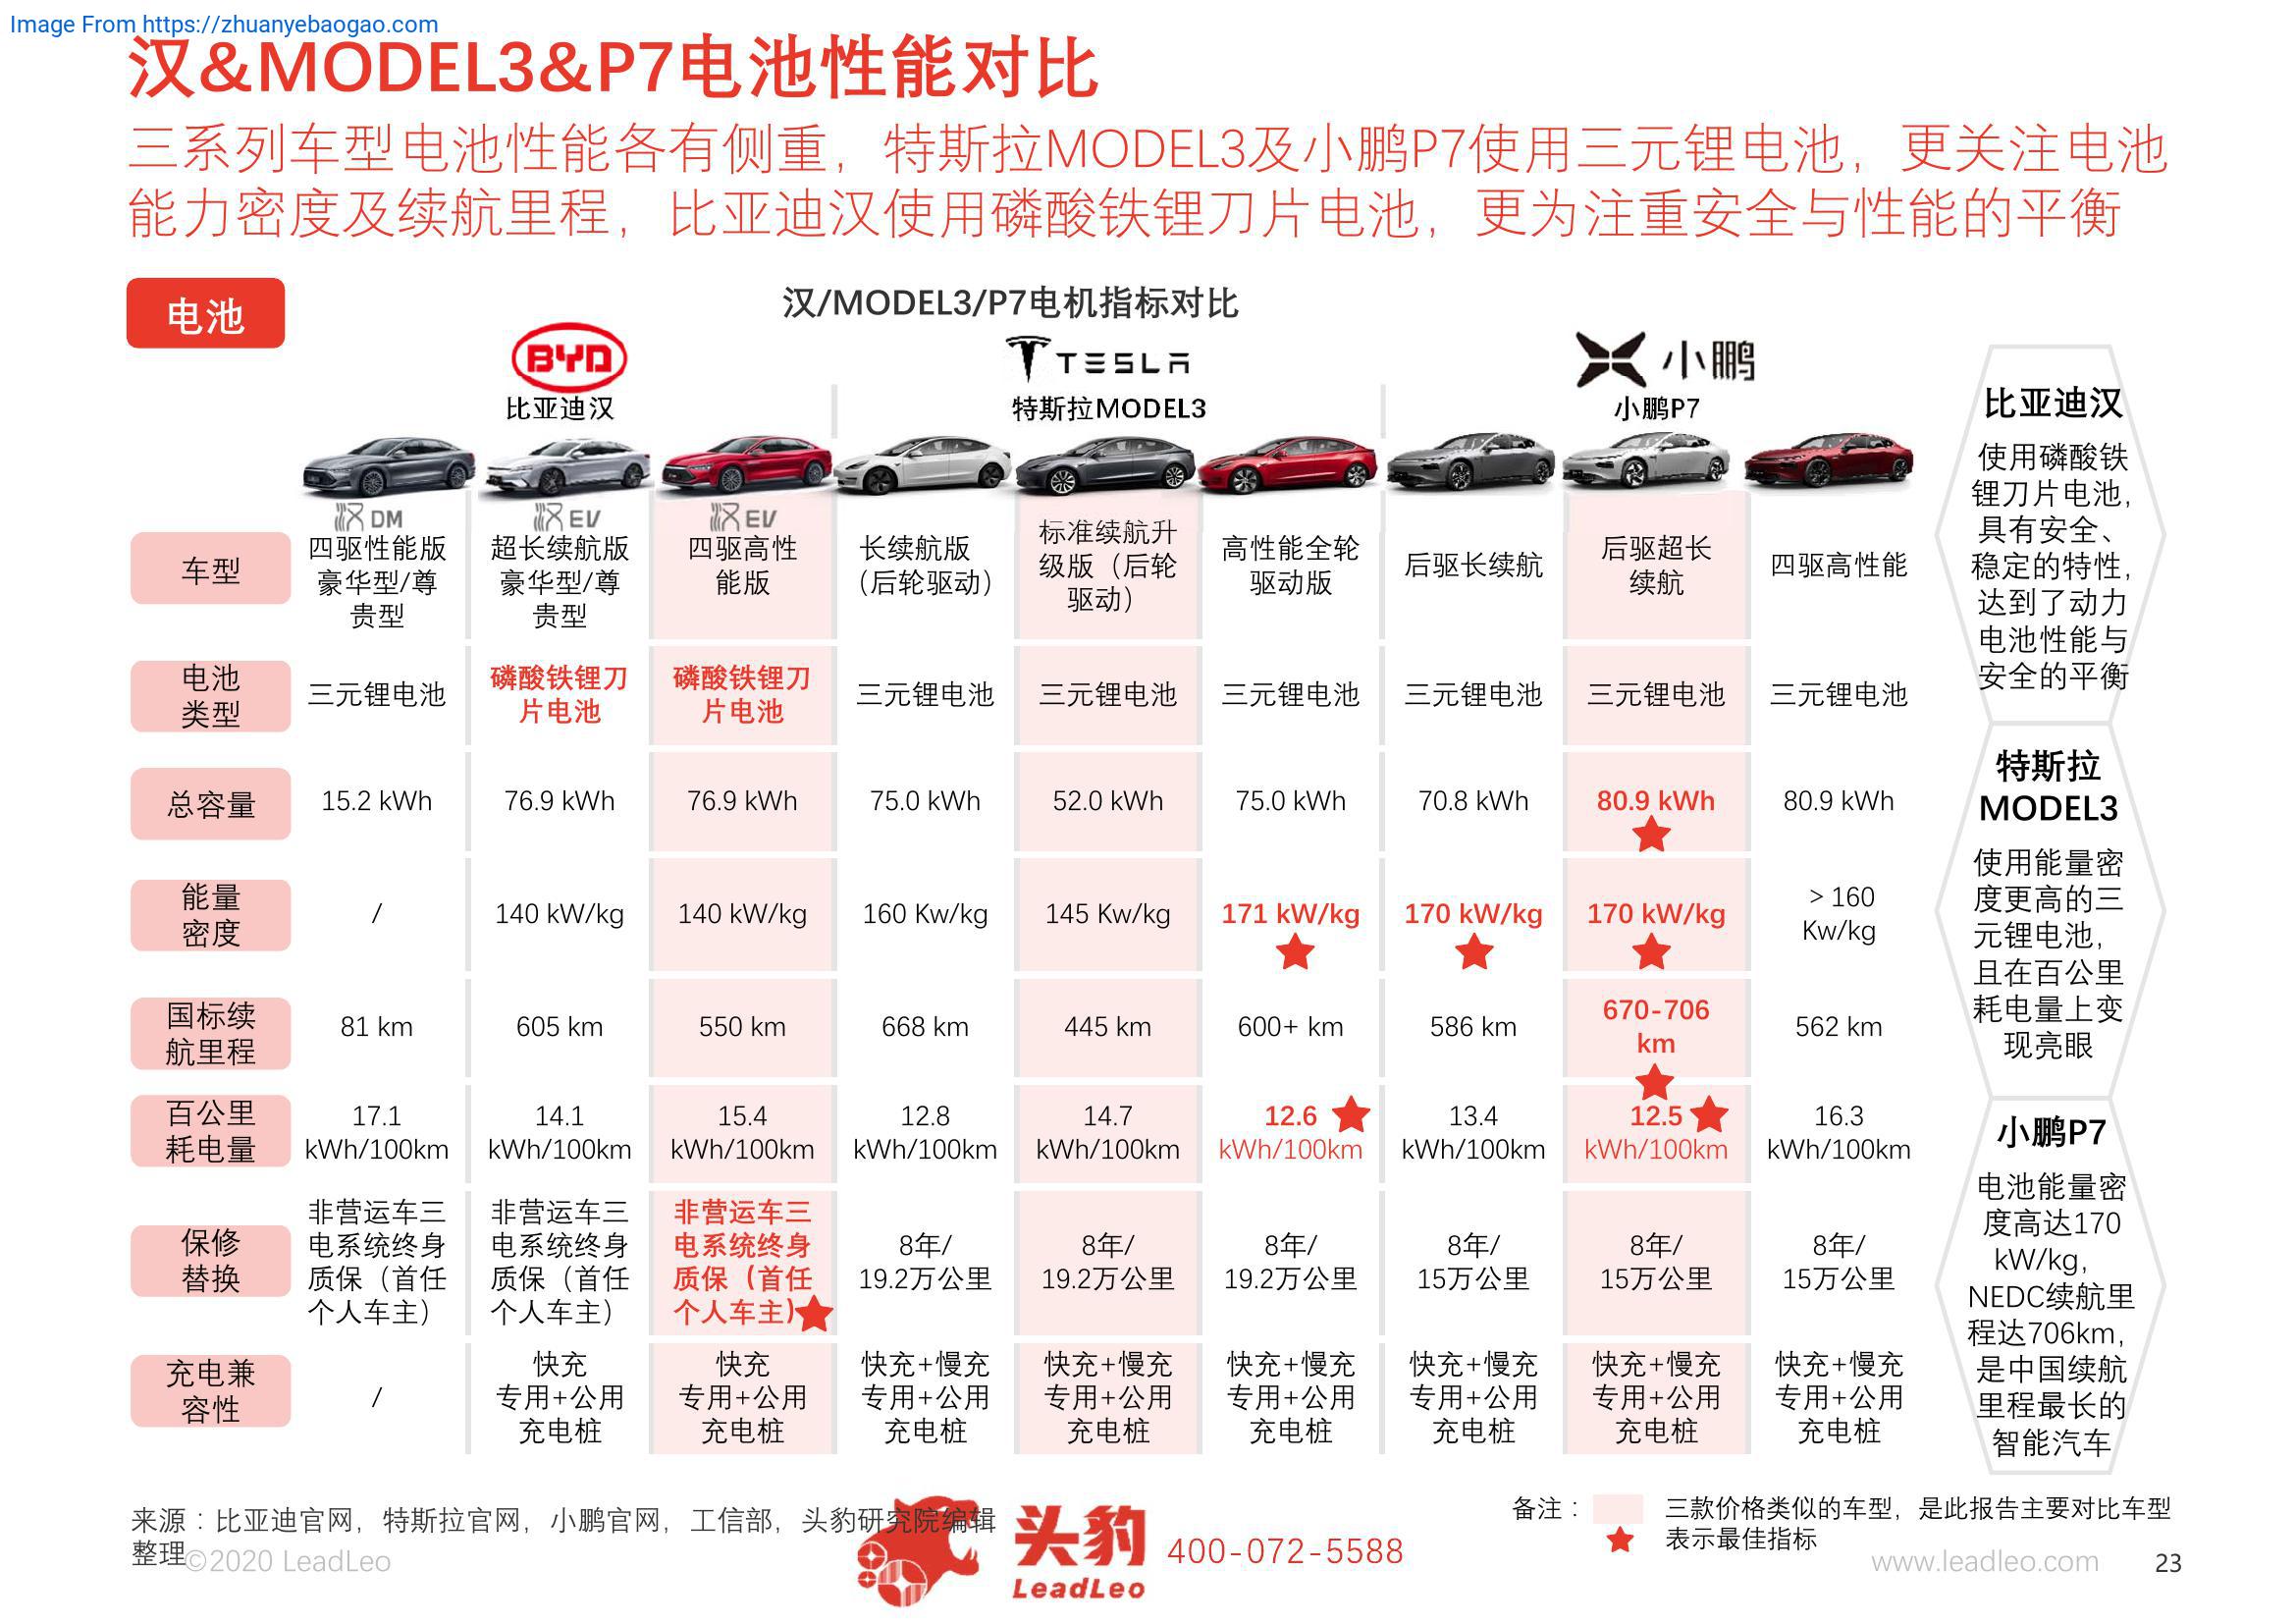 Image From https://zhuanyebaogao.com
汉&MODEL3&P7电池性能对比
三系列车型电池性能各有侧重，特斯拉MODEL3及小鹏P7使用三元锂电池，更关注电池
能力密度及续航里程，比亚迪汉使用磷酸铁锂刀片电池，更为注重安全与性能的平衡
电池
汉/MODEL3/P7电机指标对比
BYD
TESLA
小鹏
比亚迪汉
特斯拉MODEL3
小鹏P7
汉DM
汉EV
汉EV
车型
四驱性能版
豪华型/尊
贵型
超长续航版
豪华型/尊
贵型
四驱高性
能版
长续航版
（后轮驱动）
标准续航升
级版（后轮
驱动）
高性能全轮
驱动版
后驱长续航
后驱超长
续航
四驱高性能
电池
类型
三元锂电池
磷酸铁锂刀
片电池
磷酸铁锂刀
片电池
三元锂电池
三元锂电池
三元锂电池
三元锂电池
三元锂电池
三元锂电池
总容量
15.2 kWh
76.9 kWh
76.9 kWh
75.0 kWh
52.0 kWh
75.0 kWh
70.8 kWh
80.9 kWh
80.9 kWh
能量
密度
/
140 kW/kg
140 kW/kg
160 Kw/kg
145 Kw/kg
171 kW/kg
170 kW/kg
170 kW/kg
> 160
Kw/kg
国标续
航里程
81 km
605 km
550 km
668 km
445 km
600+ km
586 km
670-706
km
562 km
百公里
耗电量
17.1
kWh/100km
14.1
kWh/100km
15.4
kWh/100km
12.8
kWh/100km
14.7
kWh/100km
12.6
kWh/100km
13.4
kWh/100km
12.5
kWh/100km
16.3
kWh/100km
保修
替换
非营运车三
电系统终身
质保（首任
个人车主）
非营运车三
电系统终身
质保（首任
个人车主）
非营运车三
电系统终身
质保（首任
个人车主）
8年/
19.2万公里
8年/
19.2万公里
8年/
19.2万公里
8年/
15万公里
8年/
15万公里
8年/
15万公里
充电兼
容性
/
快充
专用+公用
充电桩
快充
专用+公用
充电桩
快充+慢充
专用+公用
充电桩
快充+慢充
专用+公用
充电桩
快充+慢充
专用+公用
充电桩
快充+慢充
专用+公用
充电桩
快充+慢充
专用+公用
充电桩
快充+慢充
专用+公用
充电桩
比亚迪汉
使用磷酸铁
锂刀片电池，
具有安全、
稳定的特性，
达到了动力
电池性能与
安全的平衡
特斯拉
MODEL3
使用能量密
度更高的三
元锂电池，
且在百公里
耗电量上变
现亮眼
小鹏P7
电池能量密
度高达170
kW/kg，
NEDC续航里
程达706km，
是中国续航
里程最长的
智能汽车
来源：比亚迪官网，特斯拉官网，小鹏官网，工信部，头豹研究院编辑
整理
©2020 LeadLeo
头豹
LeadLeo
400-072-5588
备注：
三款价格类似的车型，是此报告主要对比车型
表示最佳指标
www.leadleo.com
23